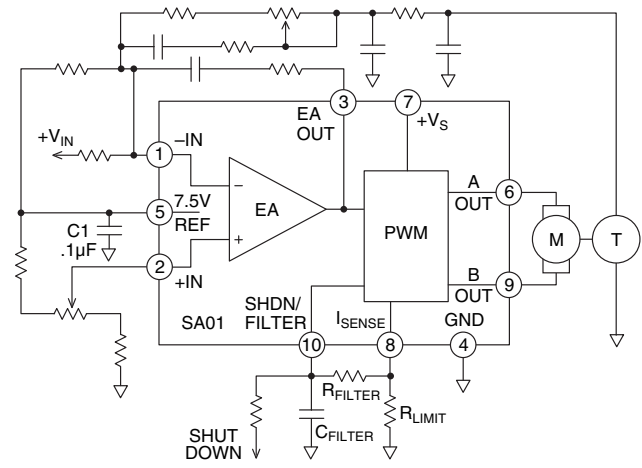 3
7
EA
OUT
+VS
+VIN
1
–IN
–
EA
PWM
A
OUT
6
5
7.5V
REF
C1
.1µF
M
T
+
2
+IN
B
OUT
9
SHDN/
FILTER
ISENSE
GND
SA01
10
8
4
RFILTER
RLIMIT
CFILTER
SHUT
DOWN